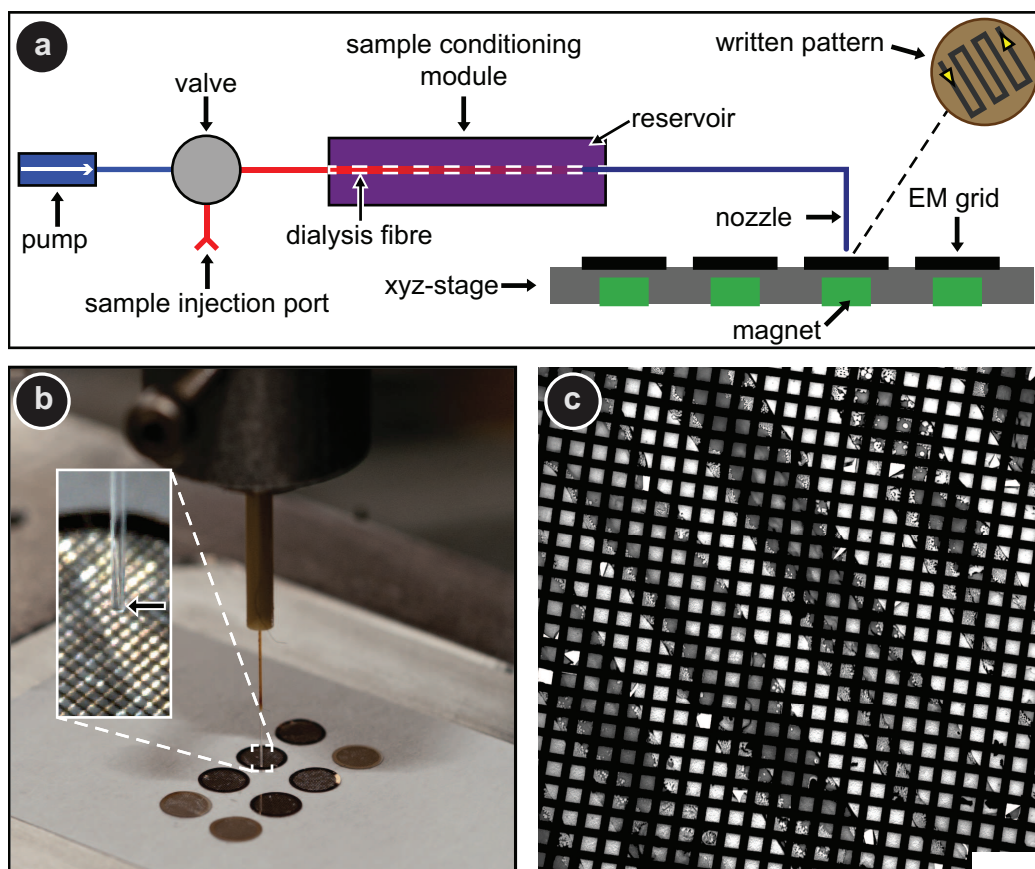 a
sample conditioning
module
written pattern
valve
reservoir
pump
dialysis fibre
nozzle
EM grid
sample injection port
xyz-stage
magnet
b
c